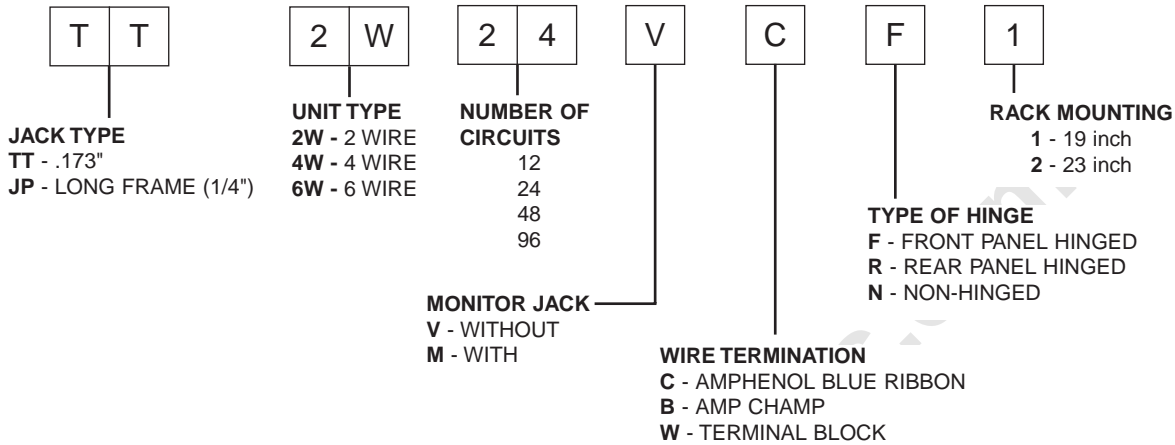 T T 2 W 2 4 V C F 1
JACK TYPE
TT - .173"
JP - LONG FRAME (1/4")
UNIT TYPE
2W - 2 WIRE
4W - 4 WIRE
6W - 6 WIRE
NUMBER OF
CIRCUITS
12
24
48
96
RACK MOUNTING
1 - 19 inch
2 - 23 inch
TYPE OF HINGE
F - FRONT PANEL HINGED
R - REAR PANEL HINGED
N - NON-HINGED
MONITOR JACK
V - WITHOUT
M - WITH
WIRE TERMINATION
C - AMPHENOL BLUE RIBBON
B - AMP CHAMP
W - TERMINAL BLOCK